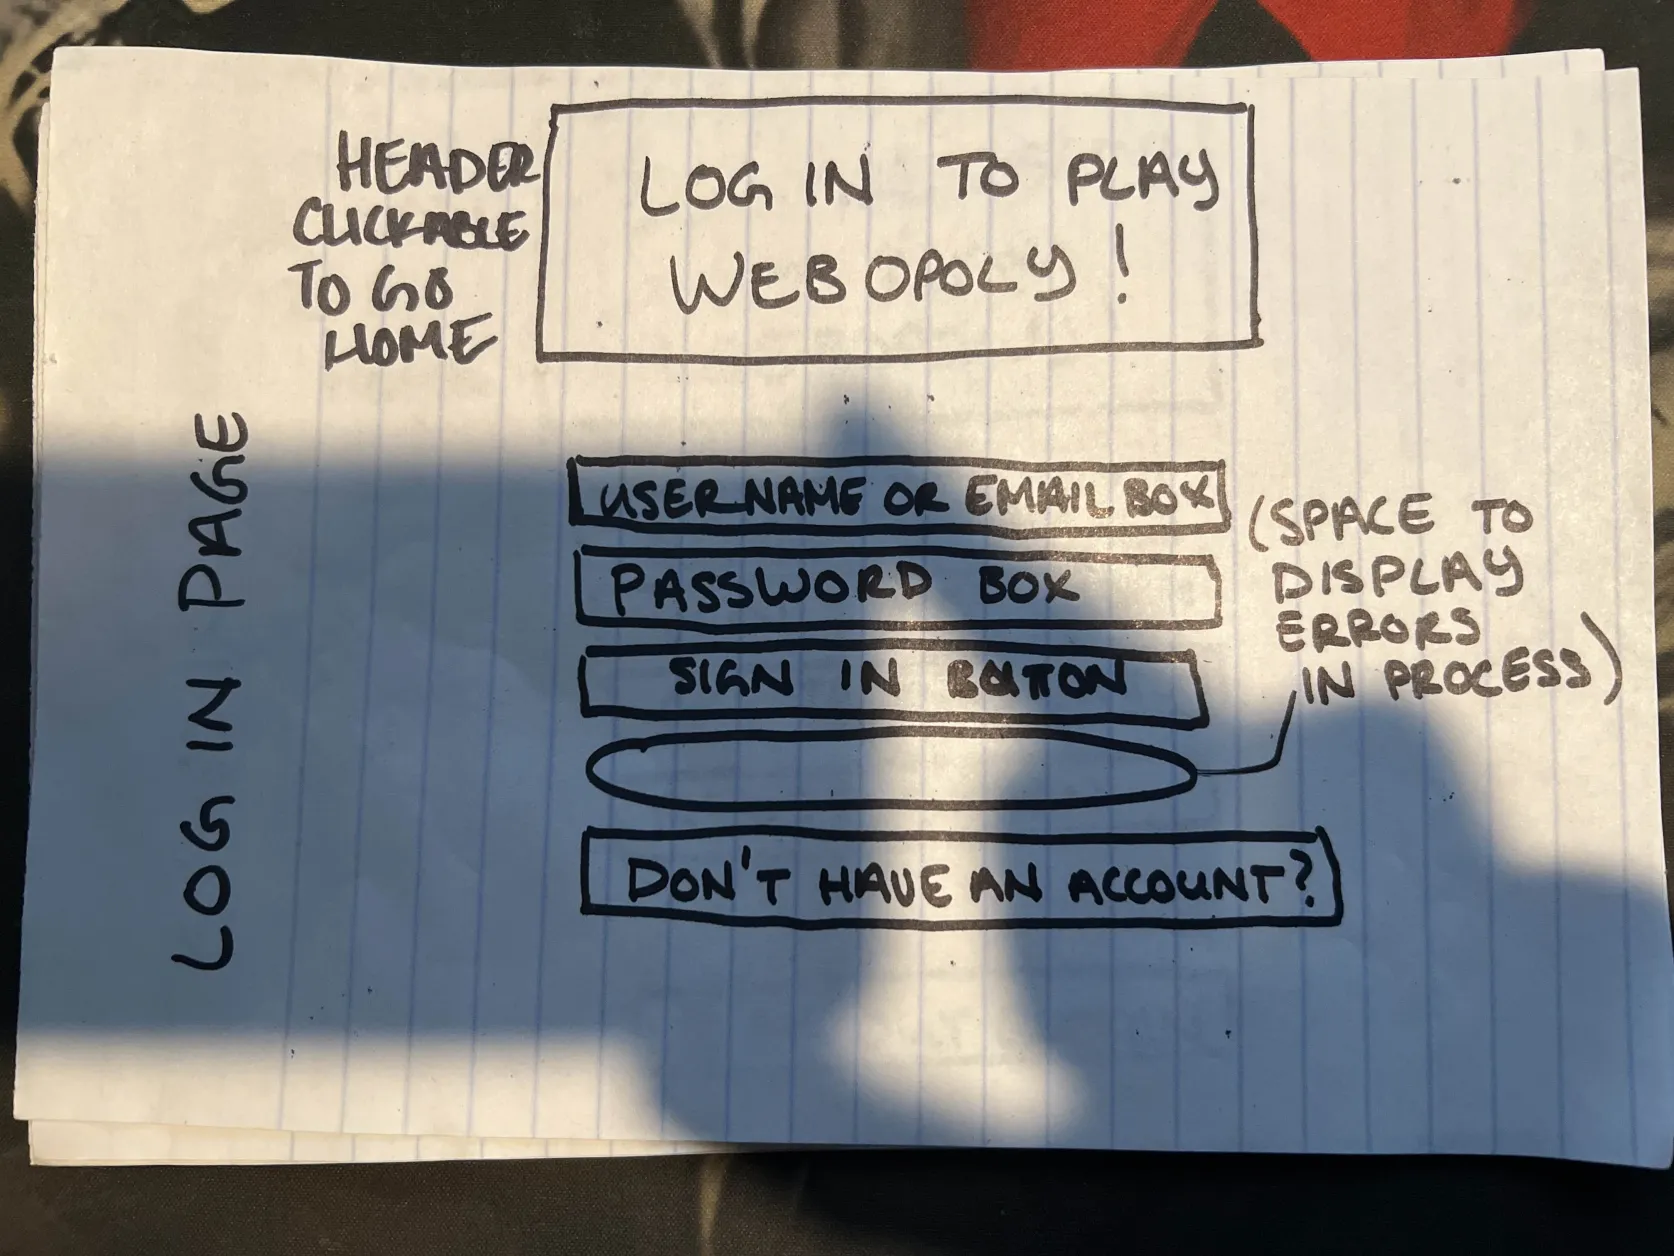 HEADER
CLICKABLE
TO GO
HOME
LOG IN TO PLAY
WEBOPOLY!
LOG IN PAGE
USERNAME OR EMAIL BOX
PASSWORD BOX
SIGN IN BUTTON
(SPACE TO
DISPLAY
ERRORS
IN PROCESS)
DON'T HAVE AN ACCOUNT?